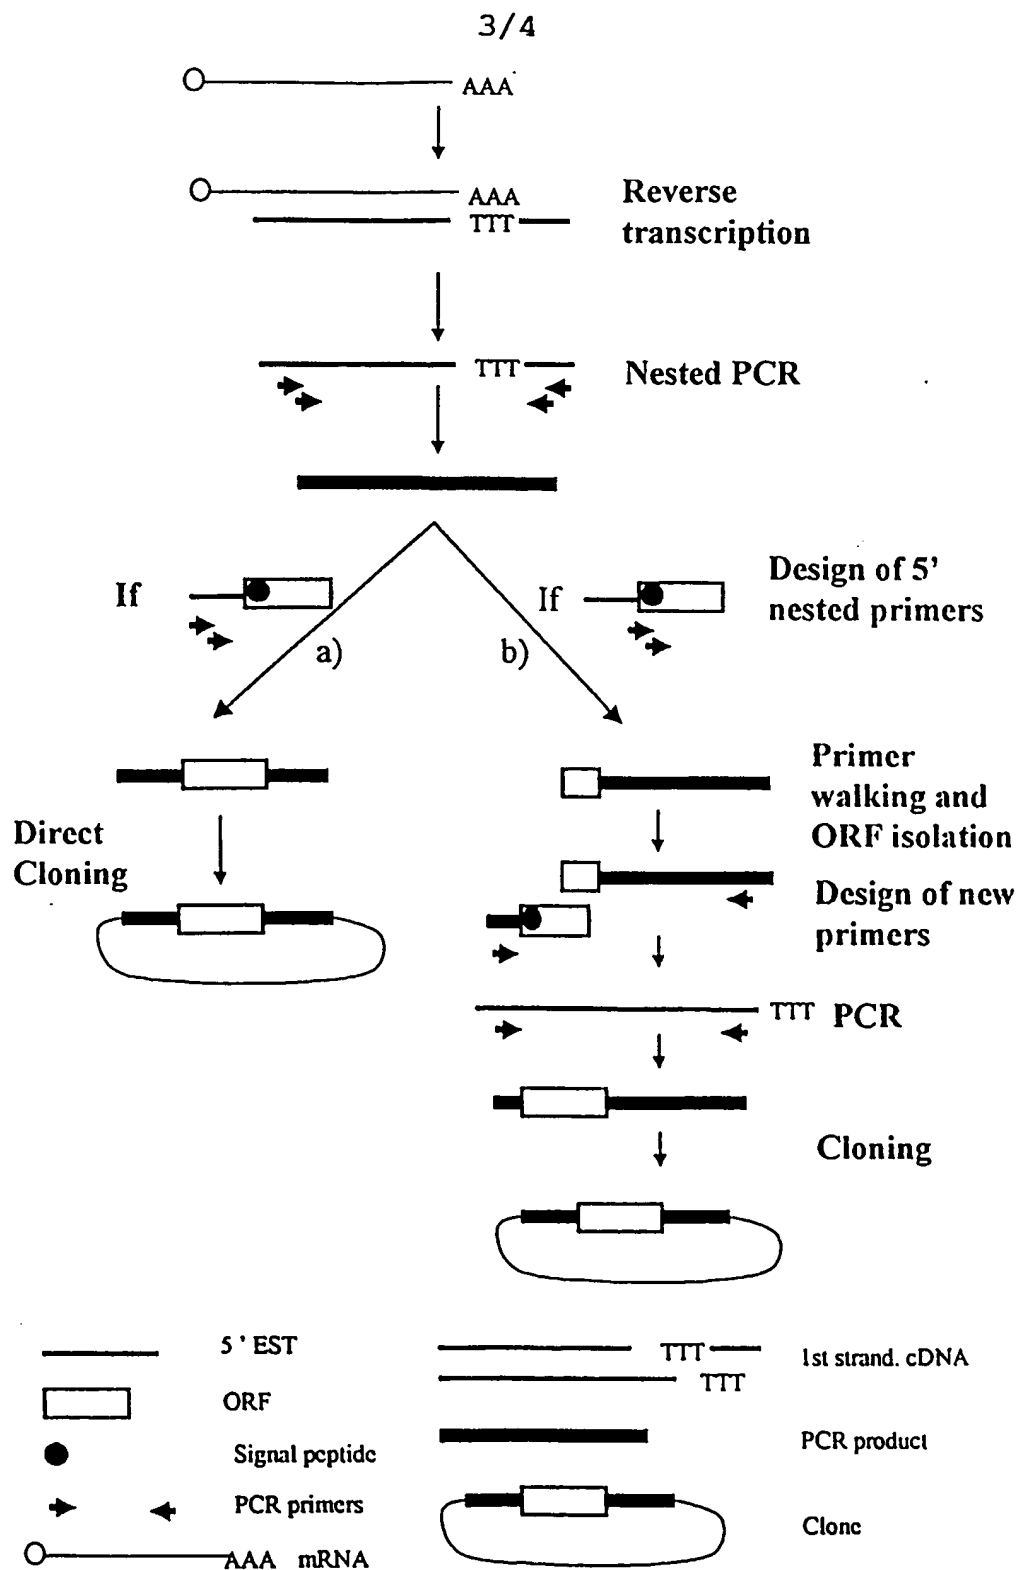 3/4
AAA
AAA
TTT
Reverse
transcription
TTT
Nested PCR
If
a)
If
b)
Design of 5'
nested primers
Direct
Cloning
Primer
walking and
ORF isolation
Design of new
primers
TTT PCR
Cloning
5 ' EST
ORF
Signal peptide
PCR primers
AAA mRNA
TTT
TTT
1st strand. cDNA
PCR product
Clone